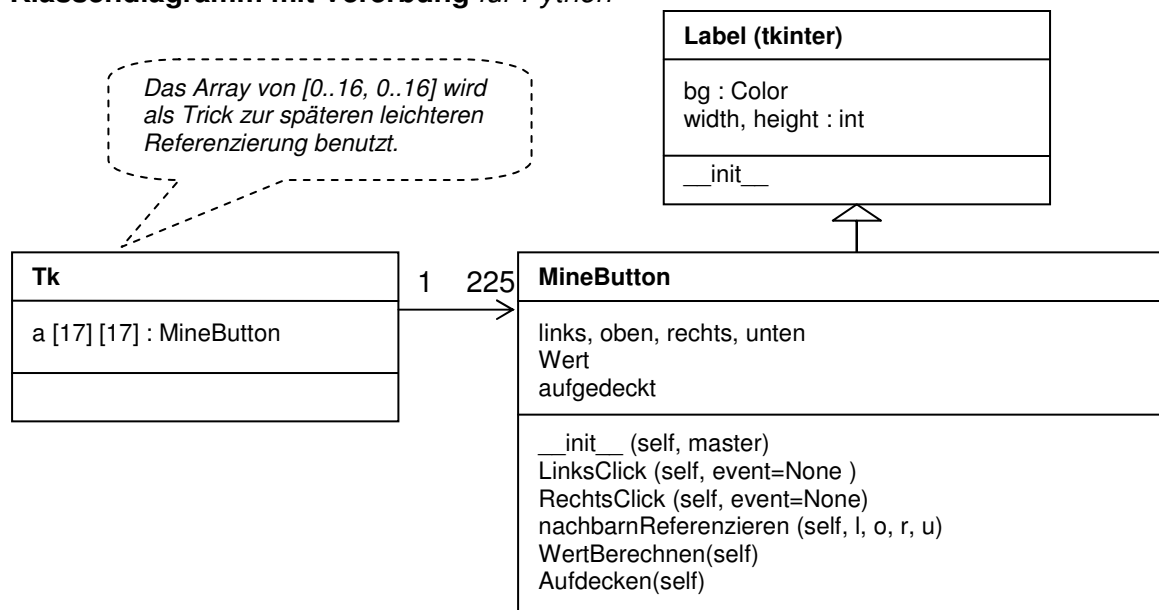 Klassendiagramm mit Vererbung für Python
Label (tkinter)
bg : Color
width, height : int
__init__
Das Array von [0..16, 0..16] wird
als Trick zur späteren leichteren
Referenzierung benutzt.
Tk
a [17] [17] : MineButton
1 225
MineButton
links, oben, rechts, unten
Wert
aufgedeckt
__init__ (self, master)
LinksClick (self, event=None )
RechtsClick (self, event=None)
nachbarnReferenzieren (self, l, o, r, u)
WertBerechnen(self)
Aufdecken(self)